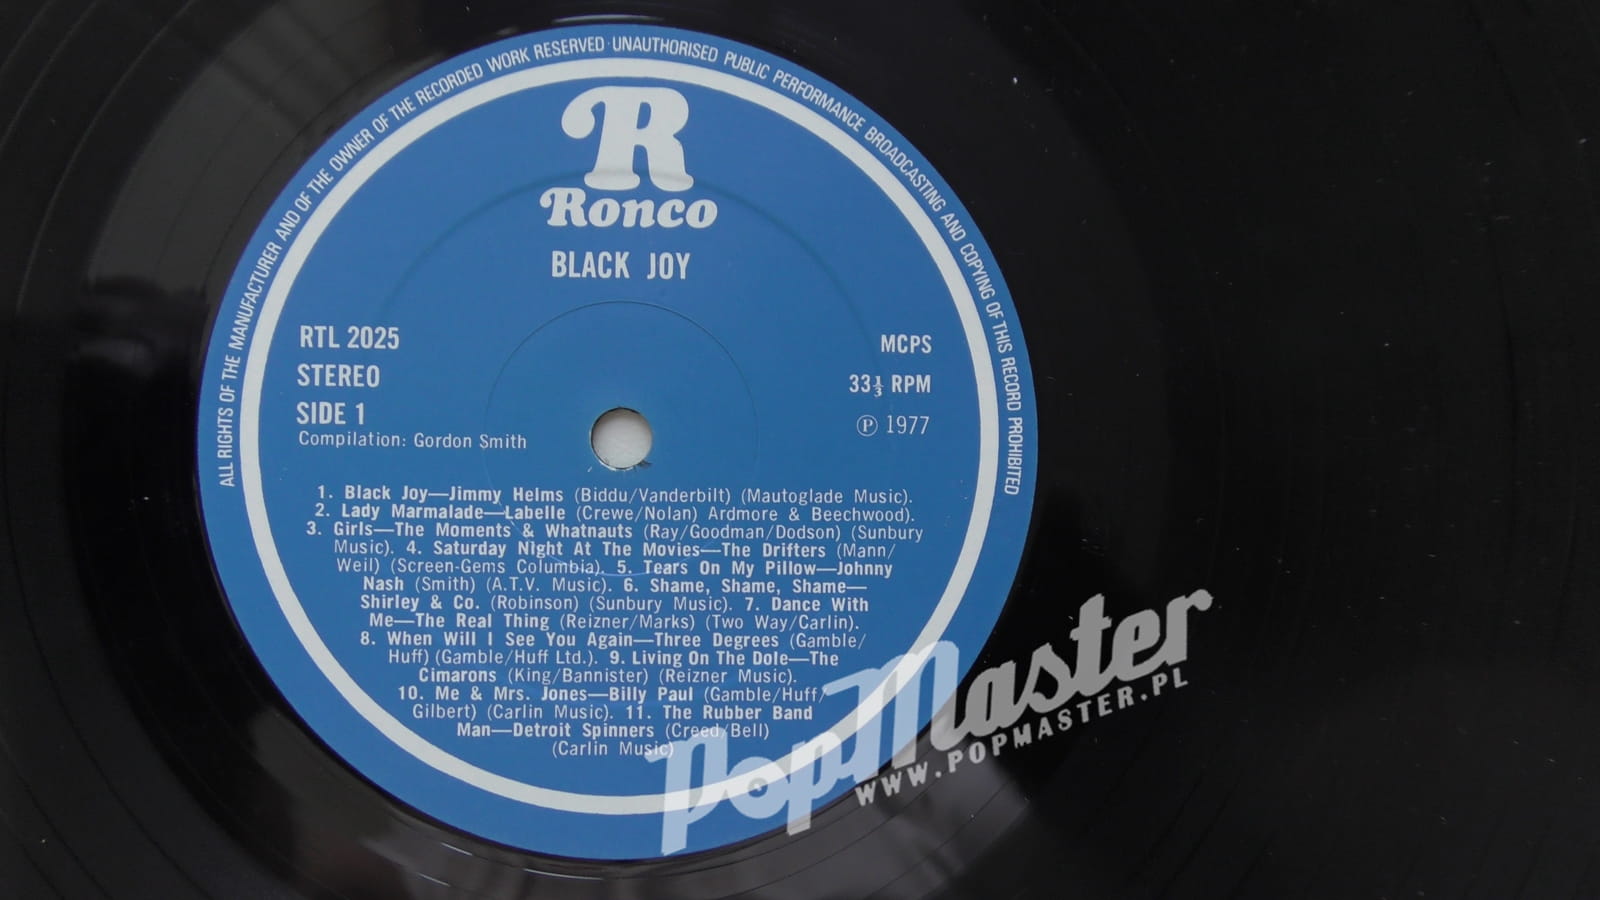 ALL RIGHTS OF THE MANUFACTURER AND OF THE OWNER OF THE RECORDED WORK RESERVED · UNAUTHORISED PUBLIC PERFORMANCE BROADCASTING AND COPYING OF THIS RECORD PROHIBITED
R
Ronco
BLACK JOY
RTL 2025
STEREO
SIDE 1
Compilation: Gordon Smith
MCPS
33⅓ RPM
Ⓟ 1977
1. Black Joy—Jimmy Helms (Biddu/Vanderbilt) (Mautoglade Music).
2. Lady Marmalade—Labelle (Crewe/Nolan) Ardmore & Beechwood).
3. Girls—The Moments & Whatnauts (Ray/Goodman/Dodson) (Sunbury
Music). 4. Saturday Night At The Movies—The Drifters (Mann/
Weil) (Screen-Gems Columbia). 5. Tears On My Pillow—Johnny
Nash (Smith) (A.T.V. Music). 6. Shame, Shame, Shame—
Shirley & Co. (Robinson) (Sunbury Music). 7. Dance With
Me—The Real Thing (Reizner/Marks) (Two Way/Carlin).
8. When Will I See You Again—Three Degrees (Gamble/
Huff) (Gamble/Huff Ltd.). 9. Living On The Dole—The
Cimarons (King/Bannister) (Reizner Music).
10. Me & Mrs. Jones—Billy Paul (Gamble/Huff/
Gilbert) (Carlin Music). 11. The Rubber Band
Man—Detroit Spinners (Creed/Bell)
(Carlin Music)
PopMaster
WWW.POPMASTER.PL